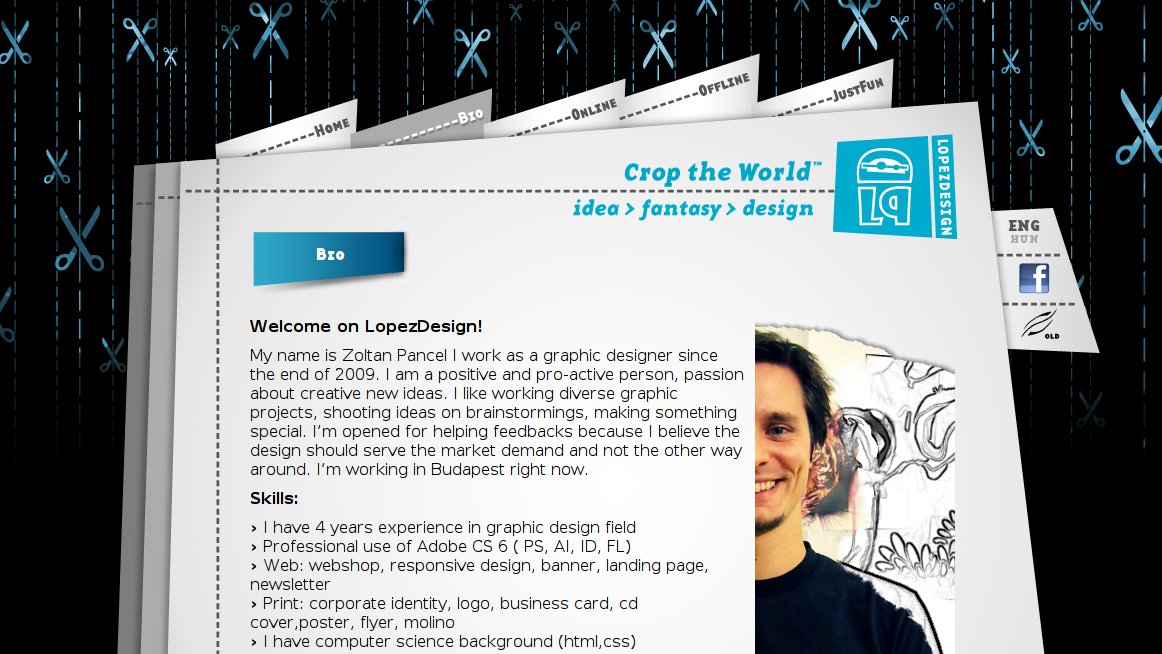 Home
Bio
Online
Offline
JustFun
Crop the World™
idea > fantasy > design
LOPEZDESIGN
ENG
HUN
f
OLD
Bio
Welcome on LopezDesign!
My name is Zoltan Pancel I work as a graphic designer since
the end of 2009. I am a positive and pro-active person, passion
about creative new ideas. I like working diverse graphic
projects, shooting ideas on brainstormings, making something
special. I’m opened for helping feedbacks because I believe the
design should serve the market demand and not the other way
around. I’m working in Budapest right now.
Skills:
› I have 4 years experience in graphic design field
› Professional use of Adobe CS 6 ( PS, AI, ID, FL)
› Web: webshop, responsive design, banner, landing page,
newsletter
› Print: corporate identity, logo, business card, cd
cover,poster, flyer, molino
› I have computer science background (html,css)